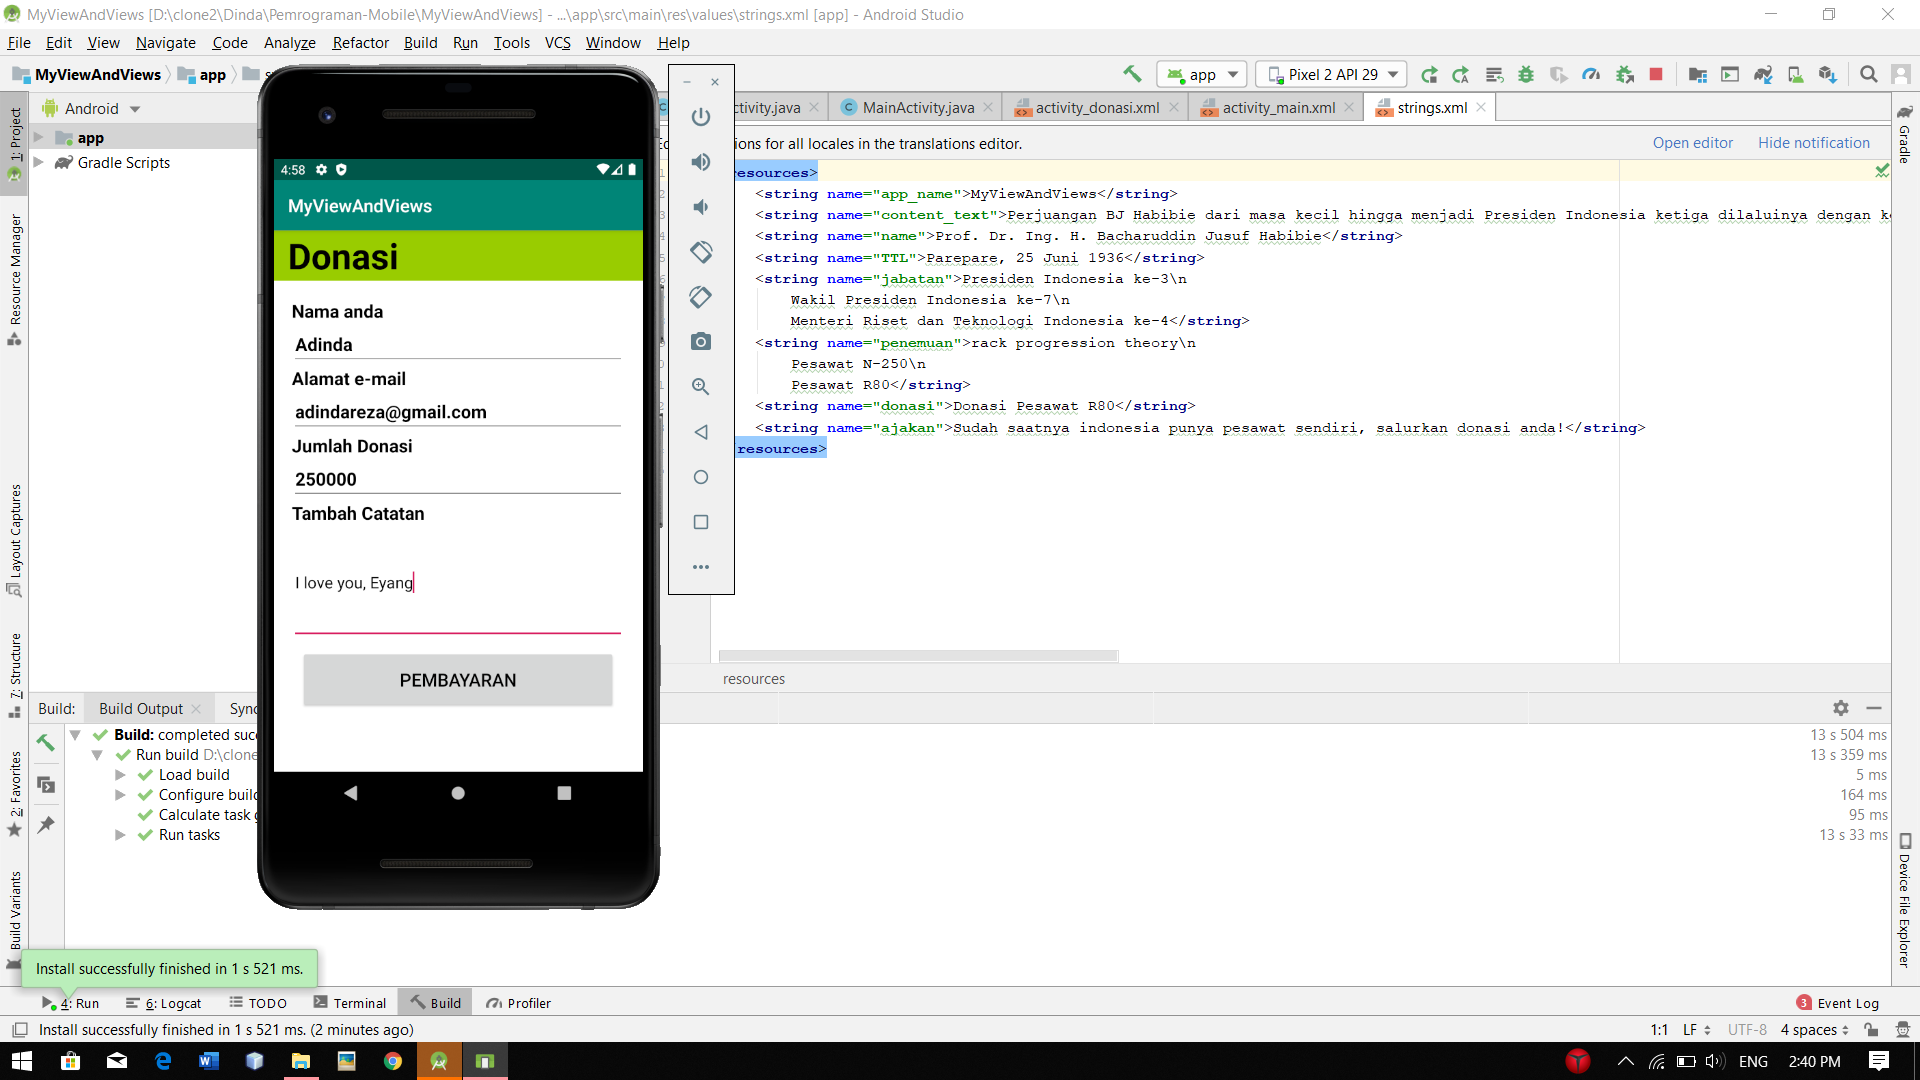 MyViewAndViews [D:\clone2\Dinda\Pemrograman-Mobile\MyViewAndViews] - ...\app\src\main\res\values\strings.xml [app] - Android Studio
File Edit View Navigate Code Analyze Refactor Build Run Tools VCS Window Help
MyViewAndViews app
app Pixel 2 API 29
Android
app
Gradle Scripts
1: Project
Resource Manager
Layout Captures
7: Structure
2: Favorites
Build Variants
4:58
MyViewAndViews
Donasi
Nama anda
Adinda
Alamat e-mail
adindareza@gmail.com
Jumlah Donasi
250000
Tambah Catatan
I love you, Eyang
PEMBAYARAN
ctivity.java MainActivity.java activity_donasi.xml activity_main.xml strings.xml
ions for all locales in the translations editor. Open editor Hide notification
resources>
<string name="app_name">MyViewAndViews</string>
<string name="content_text">Perjuangan BJ Habibie dari masa kecil hingga menjadi Presiden Indonesia ketiga dilaluinya dengan ke
<string name="name">Prof. Dr. Ing. H. Bacharuddin Jusuf Habibie</string>
<string name="TTL">Parepare, 25 Juni 1936</string>
<string name="jabatan">Presiden Indonesia ke-3\n
Wakil Presiden Indonesia ke-7\n
Menteri Riset dan Teknologi Indonesia ke-4</string>
<string name="penemuan">rack progression theory\n
Pesawat N-250\n
Pesawat R80</string>
<string name="donasi">Donasi Pesawat R80</string>
<string name="ajakan">Sudah saatnya indonesia punya pesawat sendiri, salurkan donasi anda!</string>
resources>
resources
Gradle
Device File Explorer
Build: Build Output Sync
Build: completed succ 13 s 504 ms
Run build D:\clone 13 s 359 ms
Load build 5 ms
Configure build 164 ms
Calculate task g 95 ms
Run tasks 13 s 33 ms
Install successfully finished in 1 s 521 ms.
4: Run 6: Logcat TODO Terminal Build Profiler 3 Event Log
Install successfully finished in 1 s 521 ms. (2 minutes ago) 1:1 LF UTF-8 4 spaces
ENG 2:40 PM